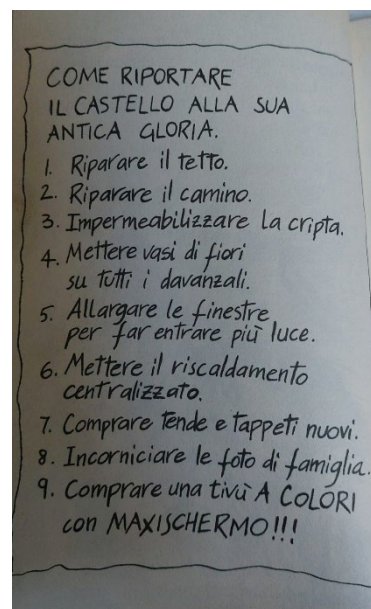 COME RIPORTARE
IL CASTELLO ALLA SUA
ANTICA GLORIA.
1. Riparare il tetto.
2. Riparare il camino.
3. Impermeabilizzare la cripta.
4. Mettere vasi di fiori
su tutti i davanzali.
5. Allargare le finestre
per far entrare più luce.
6. Mettere il riscaldamento
centralizzato.
7. Comprare tende e tappeti nuovi.
8. Incorniciare le foto di famiglia.
9. Comprare una tivù A COLORI
con MAXISCHERMO!!!